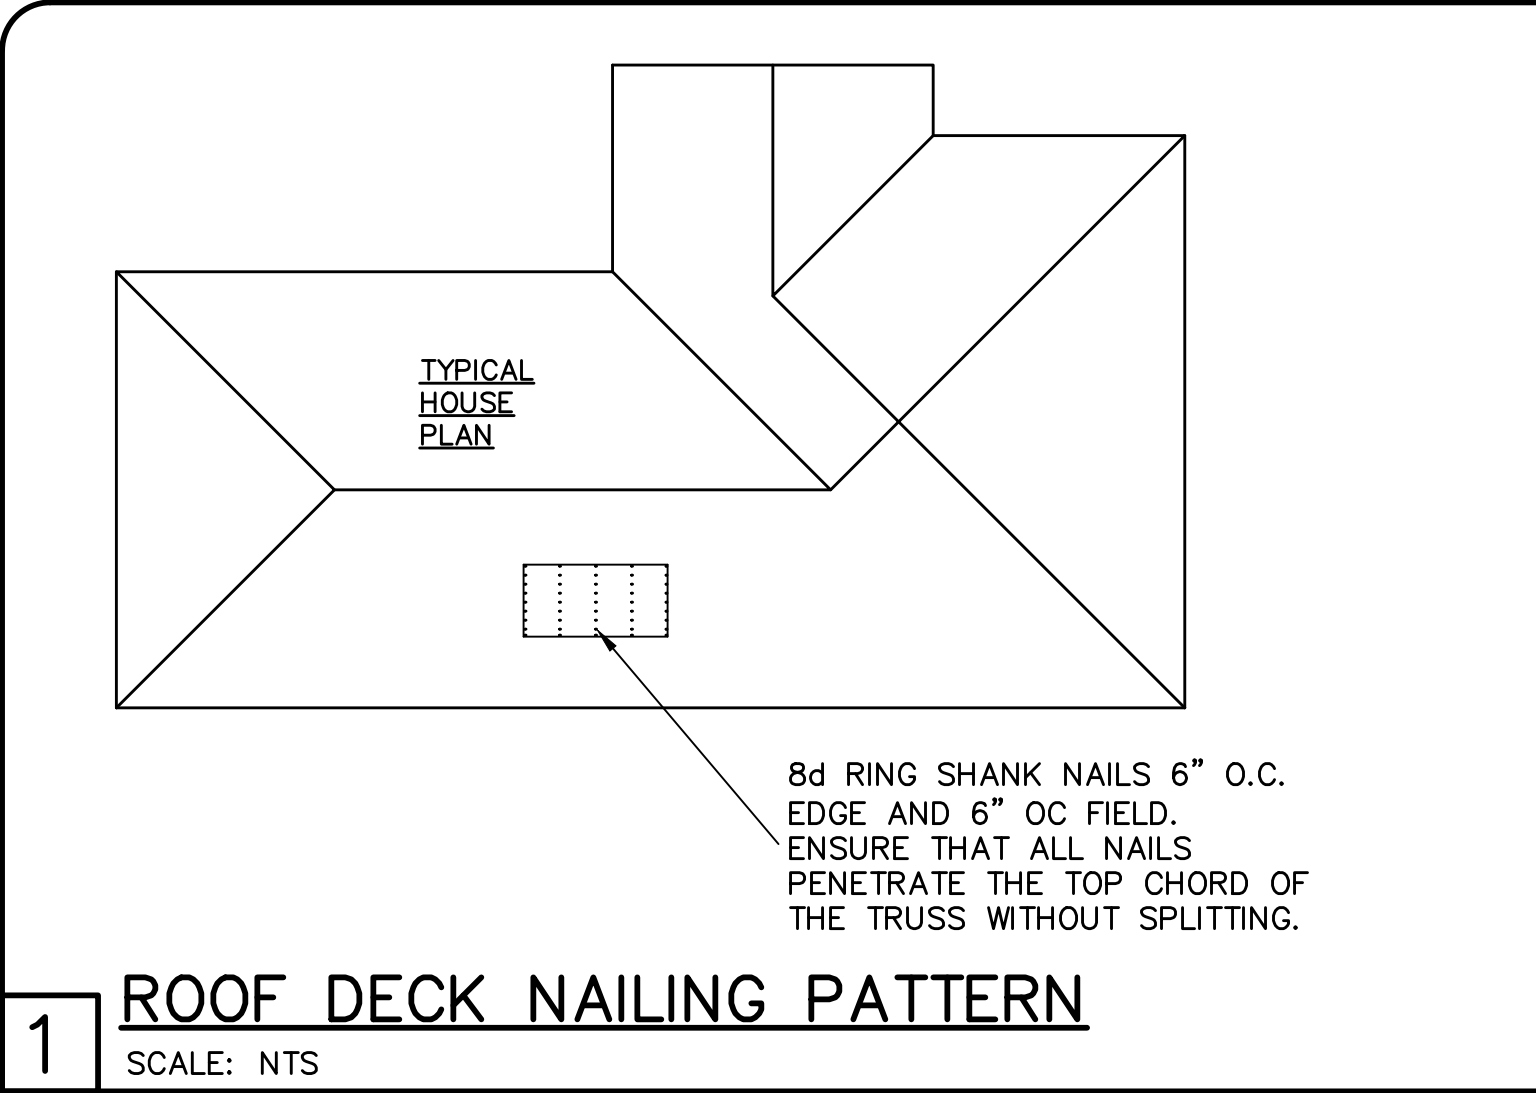 TYPICAL
HOUSE
PLAN
8d RING SHANK NAILS 6” O.C.
EDGE AND 6” OC FIELD.
ENSURE THAT ALL NAILS
PENETRATE THE TOP CHORD OF
THE TRUSS WITHOUT SPLITTING.
1
ROOF DECK NAILING PATTERN
SCALE: NTS